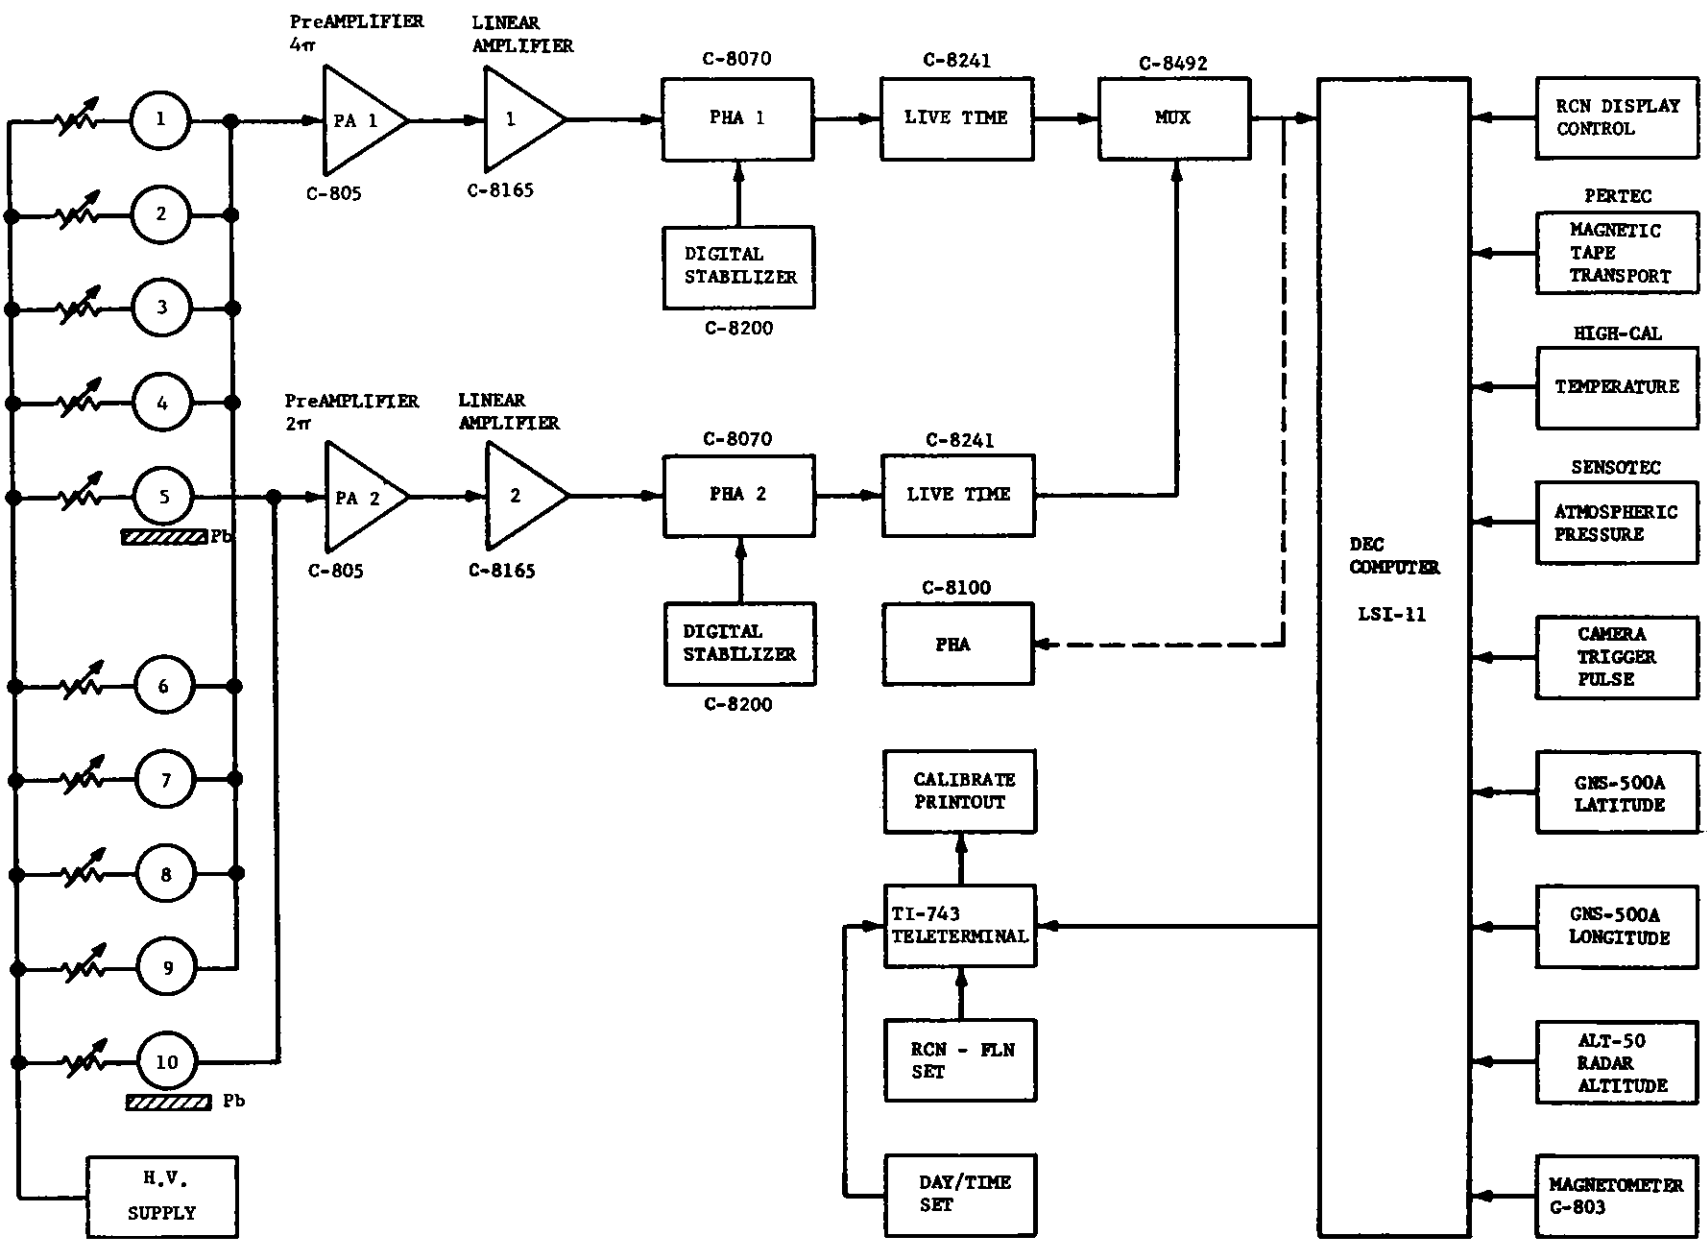 PreAMPLIFIER
4π
LINEAR
AMPLIFIER
C-8070
C-8241
C-8492
1
PA 1
1
PHA 1
LIVE TIME
MUX
RCN DISPLAY
CONTROL
C-805
C-8165
2
PERTEC
MAGNETIC
TAPE
TRANSPORT
DIGITAL
STABILIZER
C-8200
3
HIGH-CAL
TEMPERATURE
4
PreAMPLIFIER
2π
LINEAR
AMPLIFIER
C-8070
C-8241
5
Pb
PA 2
2
PHA 2
LIVE TIME
SENSOTEC
ATMOSPHERIC
PRESSURE
C-805
C-8165
DEC
COMPUTER
LSI-11
C-8100
PHA
DIGITAL
STABILIZER
C-8200
CAMERA
TRIGGER
PULSE
6
7
CALIBRATE
PRINTOUT
GNS-500A
LATITUDE
8
9
TI-743
TELETERMINAL
GNS-500A
LONGITUDE
10
Pb
RCN - FLN
SET
ALT-50
RADAR
ALTITUDE
H.V.
SUPPLY
DAY/TIME
SET
MAGNETOMETER
G-803